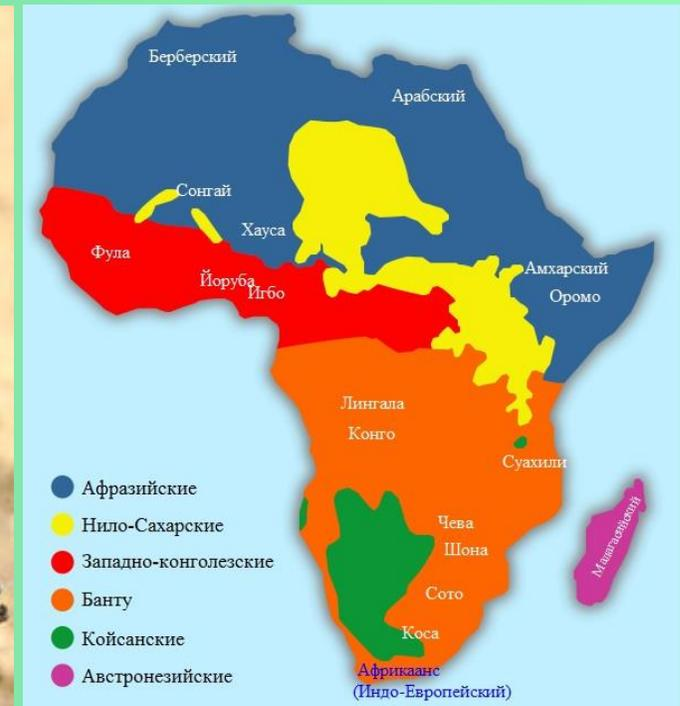 Берберский
Арабский
Сонгай
Хауса
Фула
Йоруба
Игбо
Амхарский
Оромо
Лингала
Конго
Суахили
Чева
Шона
Сото
Коса
Малагасийский
Африкаанс
(Индо-Европейский)
Афразийские
Нило-Сахарские
Западно-конголезские
Банту
Койсанские
Австронезийские